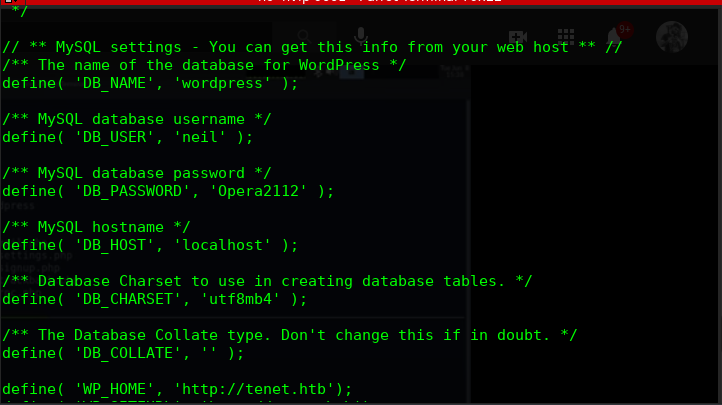 */
// ** MySQL settings - You can get this info from your web host ** //
/** The name of the database for WordPress */
define( 'DB_NAME', 'wordpress' );
/** MySQL database username */
define( 'DB_USER', 'neil' );
/** MySQL database password */
define( 'DB_PASSWORD', 'Opera2112' );
/** MySQL hostname */
define( 'DB_HOST', 'localhost' );
/** Database Charset to use in creating database tables. */
define( 'DB_CHARSET', 'utf8mb4' );
/** The Database Collate type. Don't change this if in doubt. */
define( 'DB_COLLATE', '' );
define( 'WP_HOME', 'http://tenet.htb');
9+